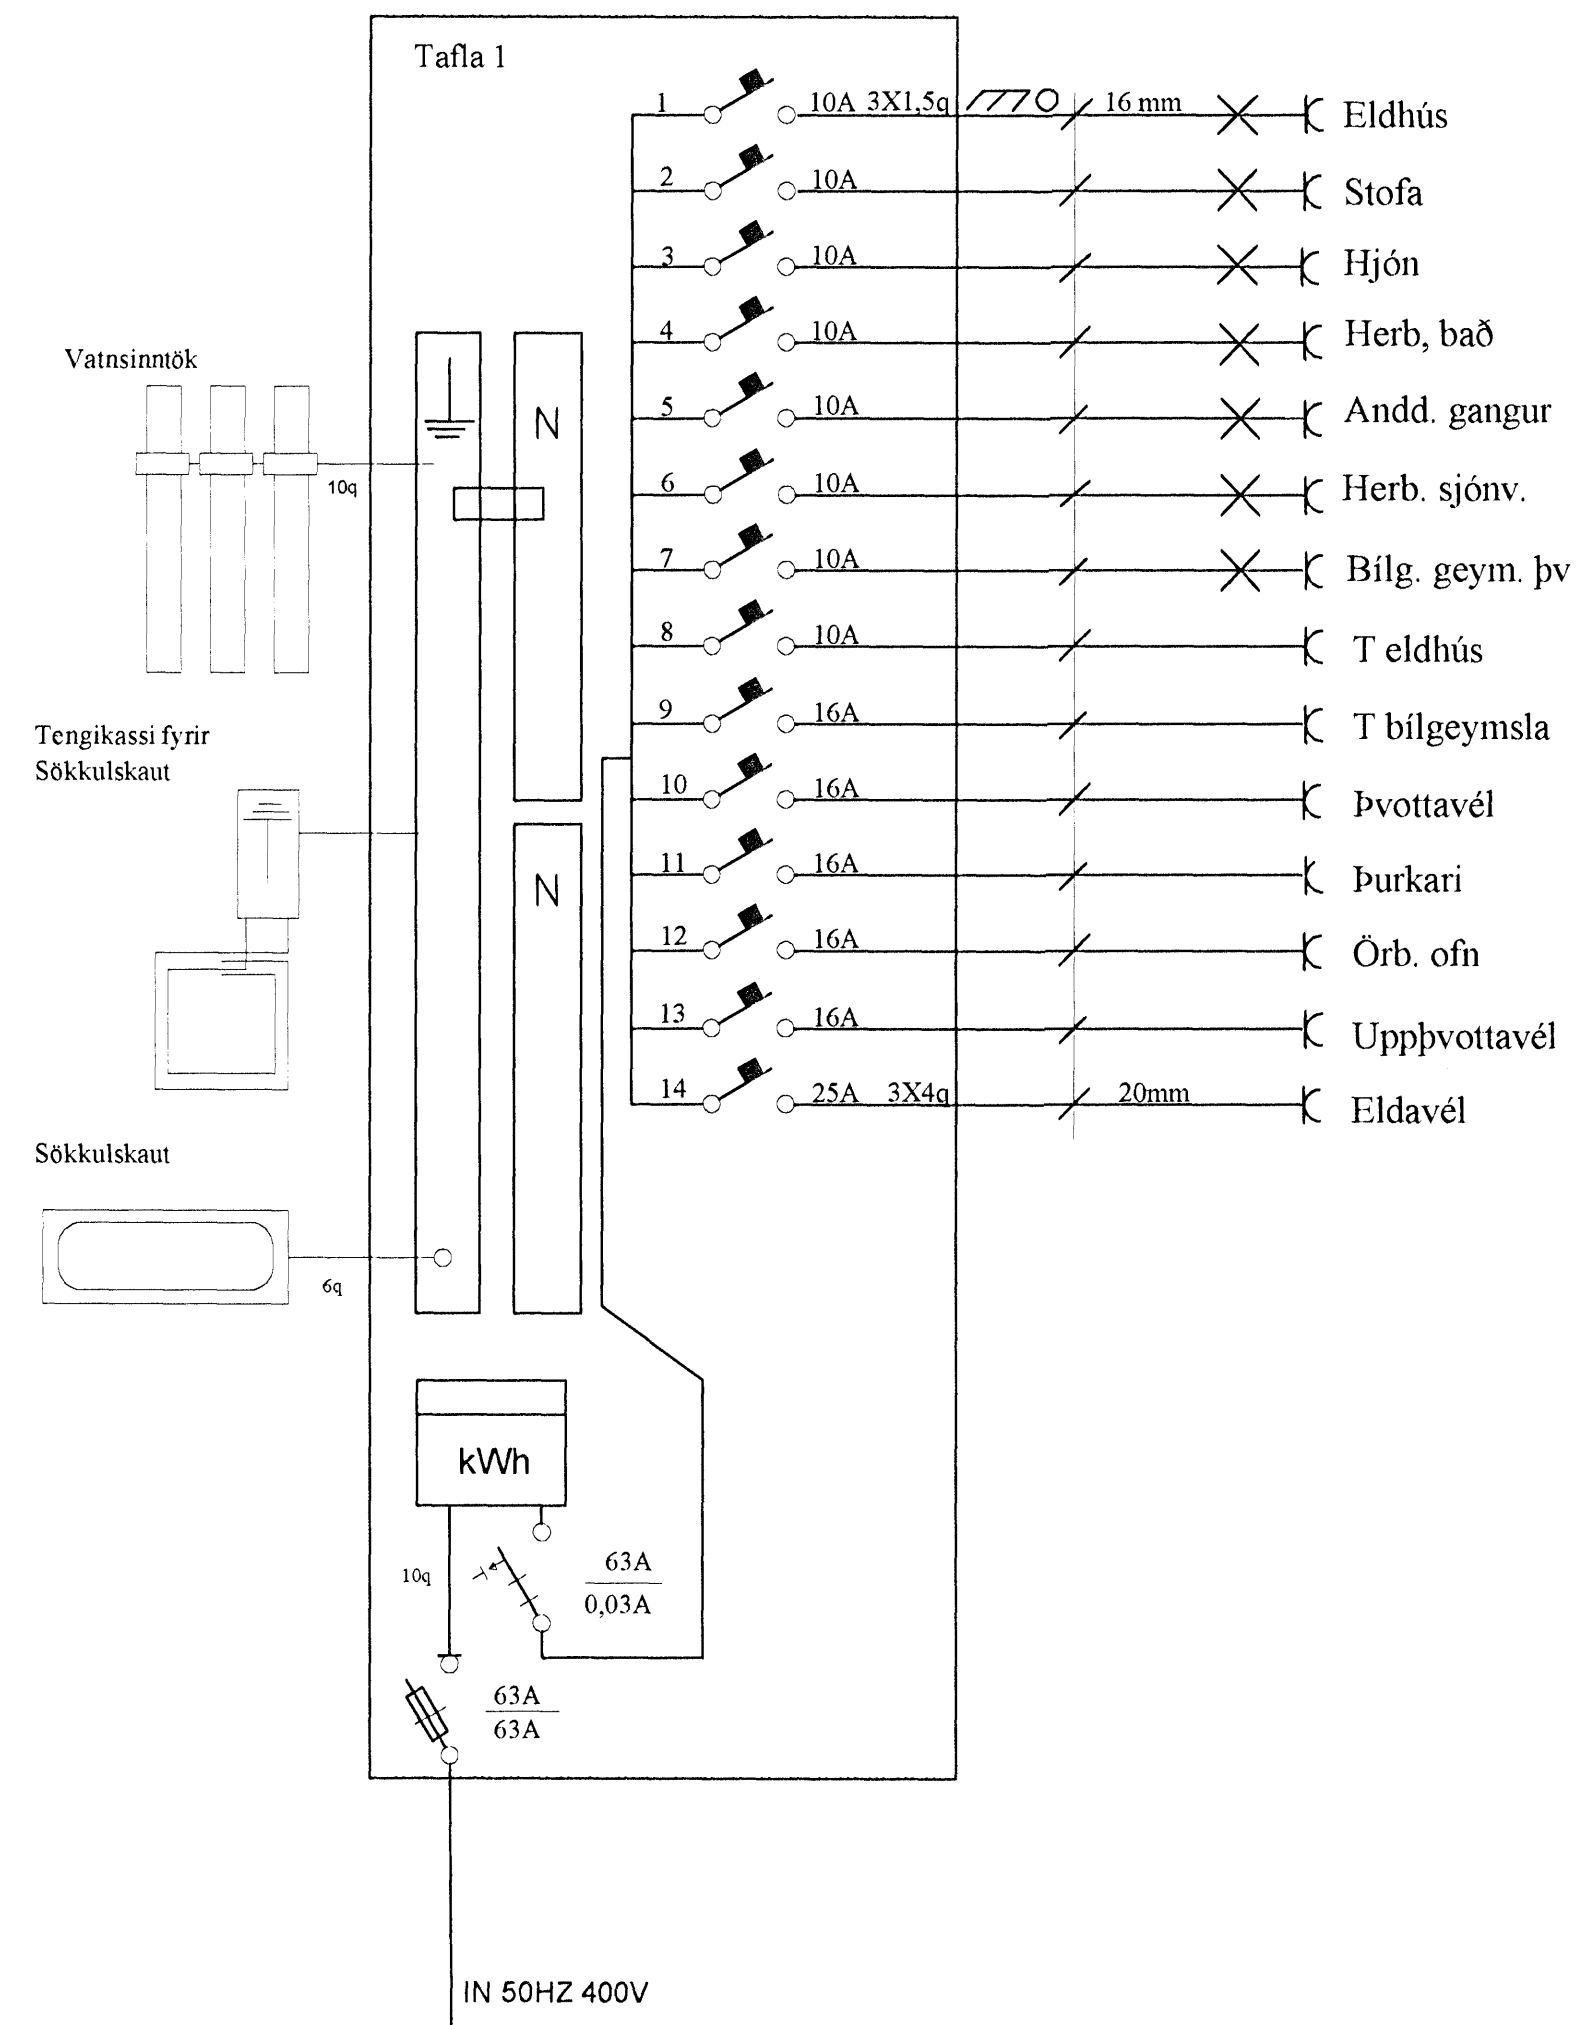 Tafla 1
1 10A 3X1,5q 16 mm Eldhús
2 10A Stofa
3 10A Hjón
4 10A Herb, bað
5 10A Andd. gangur
6 10A Herb. sjónv.
7 10A Bílg. geym. þv
8 10A T eldhús
9 16A T bílgeymsla
10 16A Þvottavél
11 16A Þurkari
12 16A Örb. ofn
13 16A Uppþvottavél
14 25A 3X4q 20mm Eldavél
Vatnsinntök
10q
N
Tengikassi fyrir
Sökkulskaut
N
Sökkulskaut
6q
kWh
10q
63A
0,03A
63A
63A
IN 50HZ 400V